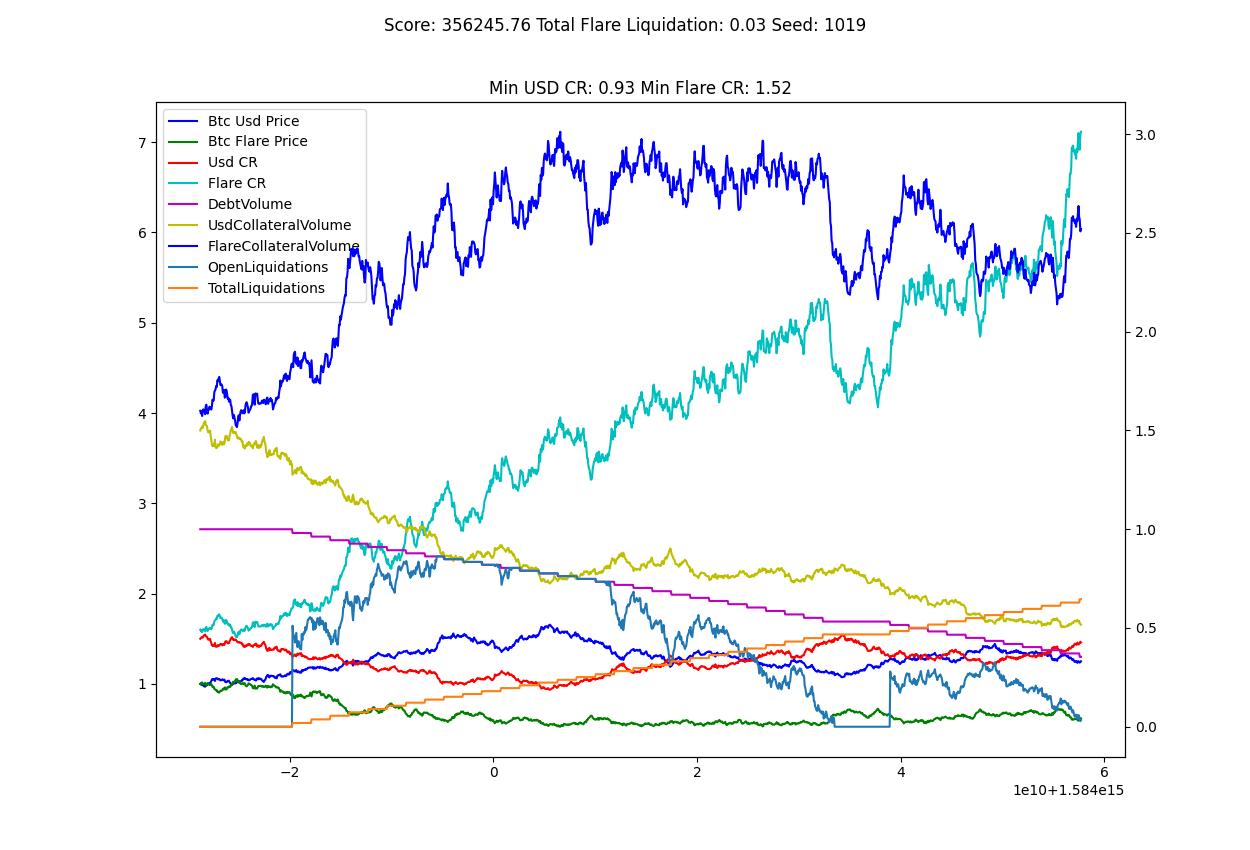 Score: 356245.76 Total Flare Liquidation: 0.03 Seed: 1019
Min USD CR: 0.93 Min Flare CR: 1.52
Btc Usd Price
Btc Flare Price
Usd CR
Flare CR
DebtVolume
UsdCollateralVolume
FlareCollateralVolume
OpenLiquidations
TotalLiquidations
7
6
5
4
3
2
1
3.0
2.5
2.0
1.5
1.0
0.5
0.0
−2 0 2 4 6
1e10+1.584e15